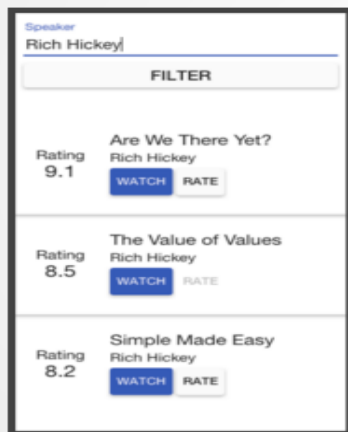 Speaker
Rich Hickey
FILTER
Are We There Yet?
Rating
9.1
Rich Hickey
WATCH RATE
The Value of Values
Rating
8.5
Rich Hickey
WATCH RATE
Simple Made Easy
Rating
8.2
Rich Hickey
WATCH RATE